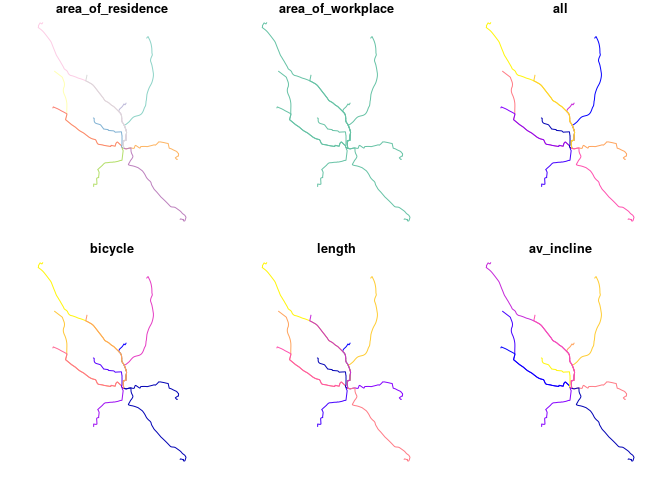 area_of_residence
area_of_workplace
all
bicycle
length
av_incline